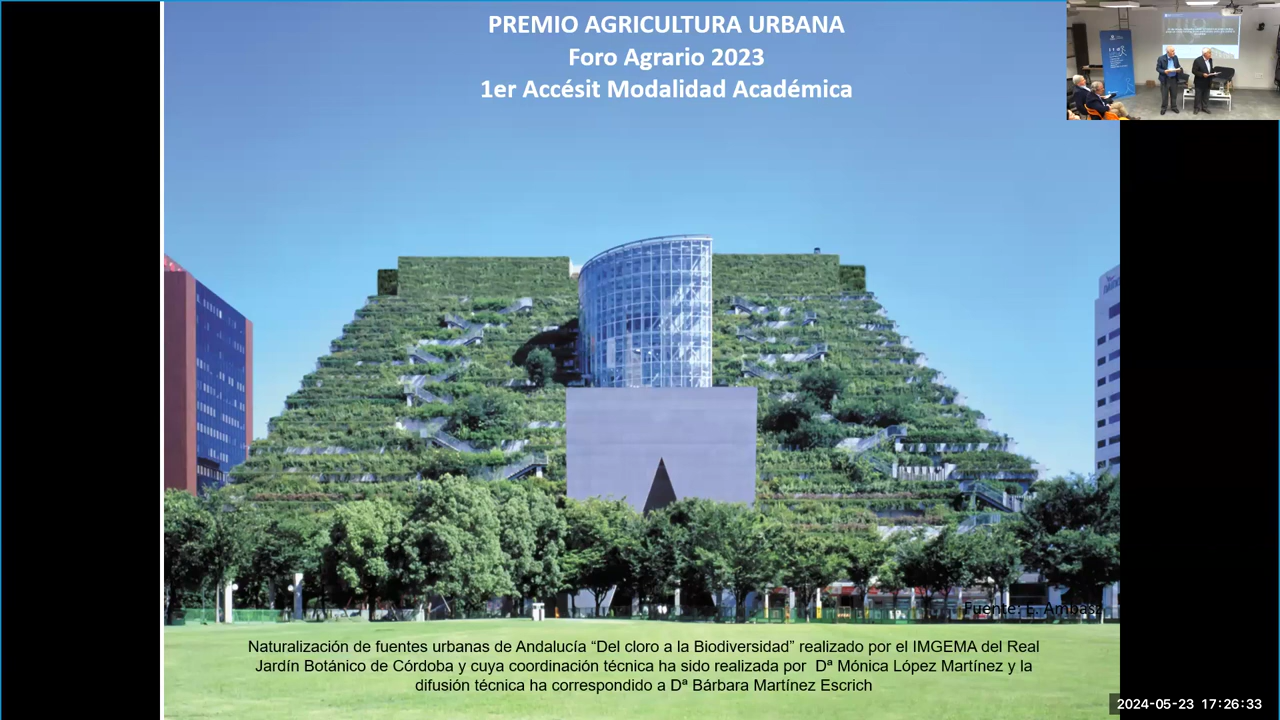 PREMIO AGRICULTURA URBANA
Foro Agrario 2023
1er Accésit Modalidad Académica
Fuente: E. Ambasz
Naturalización de fuentes urbanas de Andalucía “Del cloro a la Biodiversidad” realizado por el IMGEMA del Real
Jardín Botánico de Córdoba y cuya coordinación técnica ha sido realizada por Dª Mónica López Martínez y la
difusión técnica ha correspondido a Dª Bárbara Martínez Escrich
2024-05-23 17:26:33